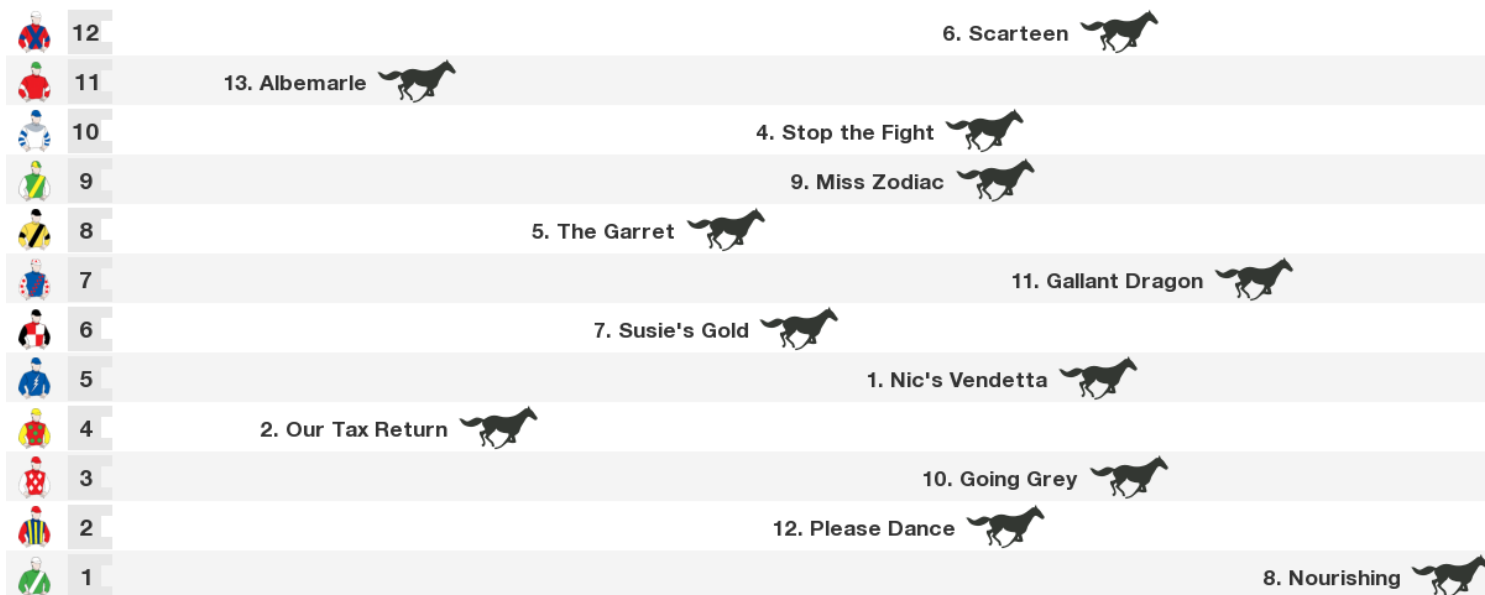 12 6. Scarteen
11 13. Albemarle
10 4. Stop the Fight
9 9. Miss Zodiac
8 5. The Garret
7 11. Gallant Dragon
6 7. Susie's Gold
5 1. Nic's Vendetta
4 2. Our Tax Return
3 10. Going Grey
2 12. Please Dance
1 8. Nourishing